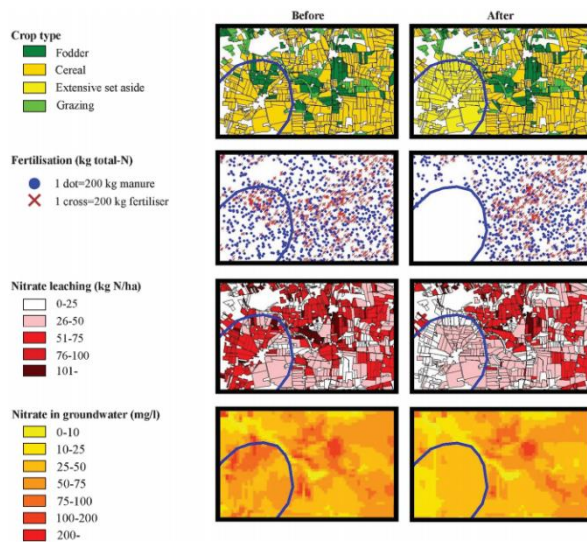 Before After
Crop type
Fodder
Cereal
Extensive set aside
Grazing
Fertilisation (kg total-N)
1 dot=200 kg manure
1 cross=200 kg fertiliser
Nitrate leaching (kg N/ha)
0-25
26-50
51-75
76-100
101-
Nitrate in groundwater (mg/l)
0-10
10-25
25-50
50-75
75-100
100-200
200-